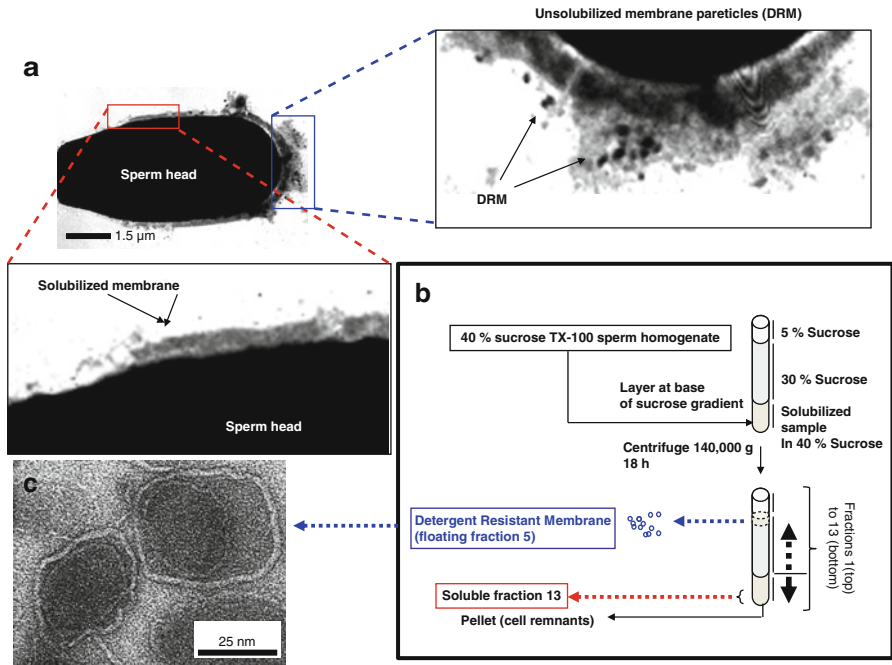 Unsolubilized membrane pareticles (DRM)
a
Sperm head
1.5 µm
DRM
Solubilized membrane
Sperm head
b
40 % sucrose TX-100 sperm homogenate
5 % Sucrose
30 % Sucrose
Layer at base
of sucrose gradient
Solubilized
sample
In 40 % Sucrose
Centrifuge 140,000 g
18 h
Detergent Resistant Membrane
(floating fraction 5)
Fractions 1(top)
to 13 (bottom)
Soluble fraction 13
Pellet (cell remnants)
c
25 nm